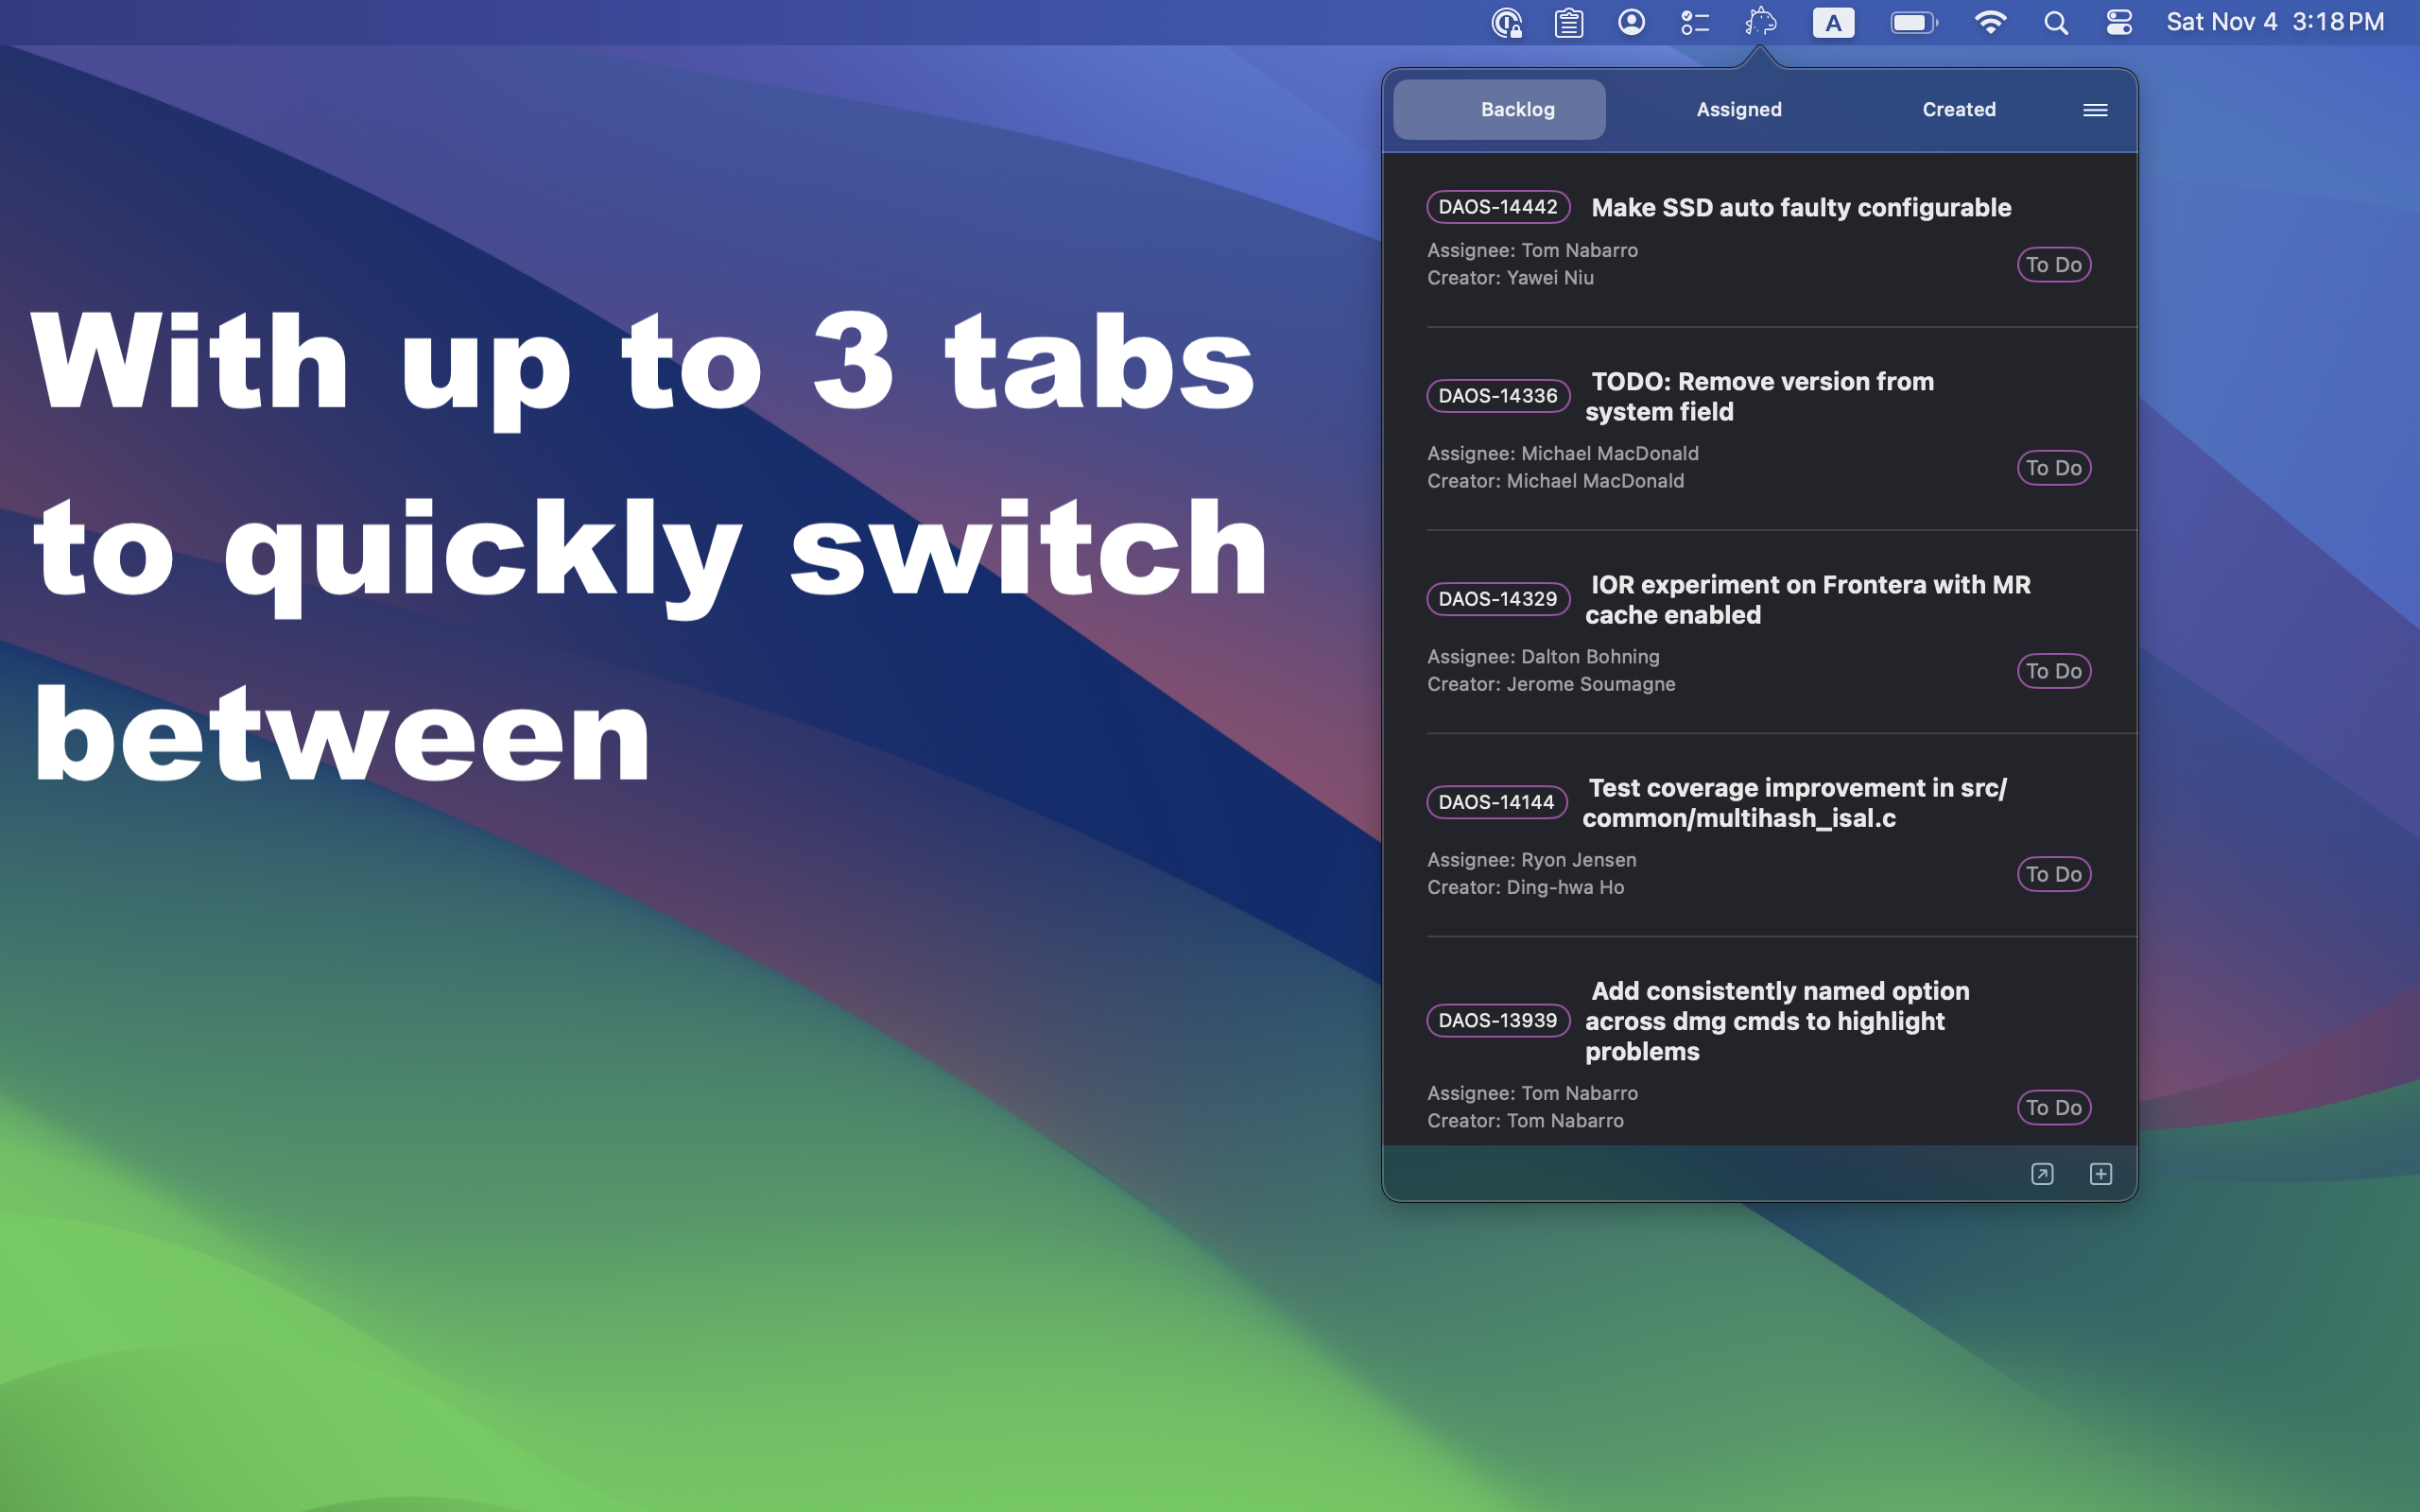 A
Sat Nov 4 3:18 PM
With up to 3 tabs
to quickly switch
between
Backlog
Assigned
Created
DAOS-14442
Make SSD auto faulty configurable
Assignee: Tom Nabarro
Creator: Yawei Niu
To Do
DAOS-14336
TODO: Remove version from
system field
Assignee: Michael MacDonald
Creator: Michael MacDonald
To Do
DAOS-14329
IOR experiment on Frontera with MR
cache enabled
Assignee: Dalton Bohning
Creator: Jerome Soumagne
To Do
DAOS-14144
Test coverage improvement in src/
common/multihash_isal.c
Assignee: Ryon Jensen
Creator: Ding-hwa Ho
To Do
DAOS-13939
Add consistently named option
across dmg cmds to highlight
problems
Assignee: Tom Nabarro
Creator: Tom Nabarro
To Do